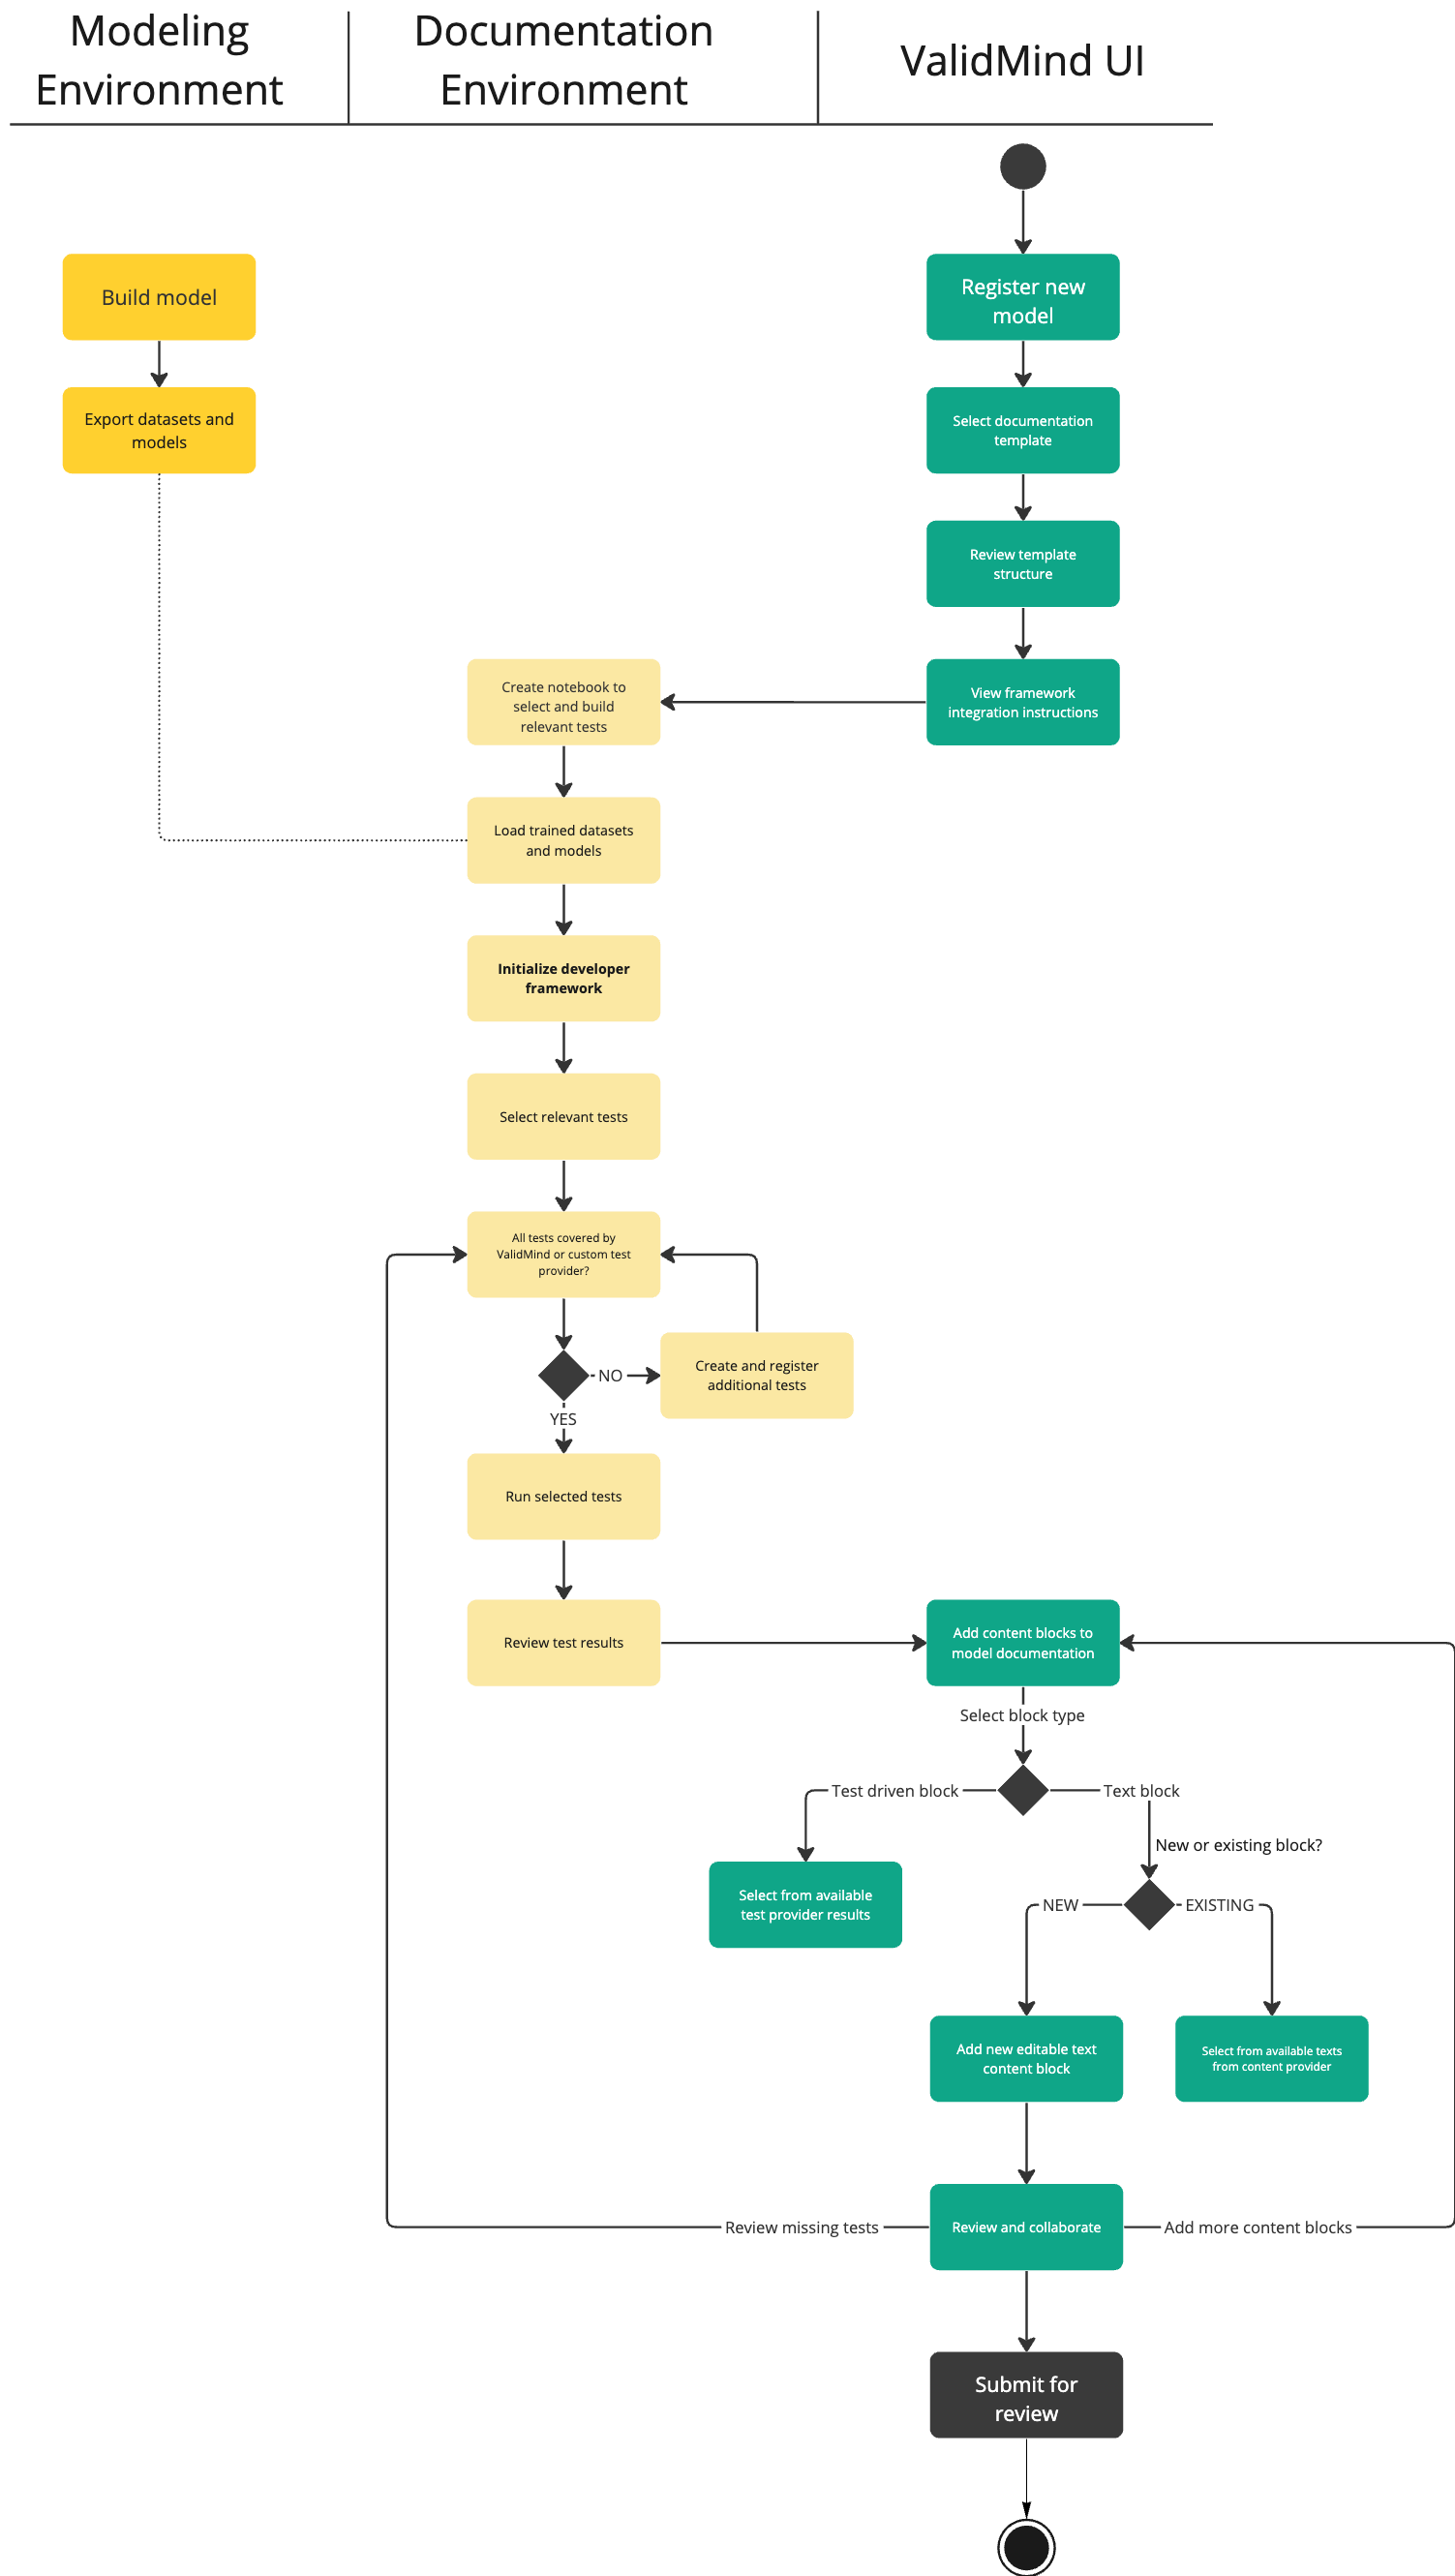 Modeling
Environment
Documentation
Environment
ValidMind UI
Build model
Register new
model
Export datasets and
models
Select documentation
template
Review template
structure
Create notebook to
select and build
relevant tests
View framework
integration instructions
Load trained datasets
and models
Initialize developer
framework
Select relevant tests
All tests covered by
ValidMind or custom test
provider?
NO
Create and register
additional tests
YES
Run selected tests
Review test results
Add content blocks to
model documentation
Select block type
Test driven block
Text block
New or existing block?
Select from available
test provider results
NEW
EXISTING
Add new editable text
content block
Select from available texts
from content provider
Review missing tests
Review and collaborate
Add more content blocks
Submit for
review